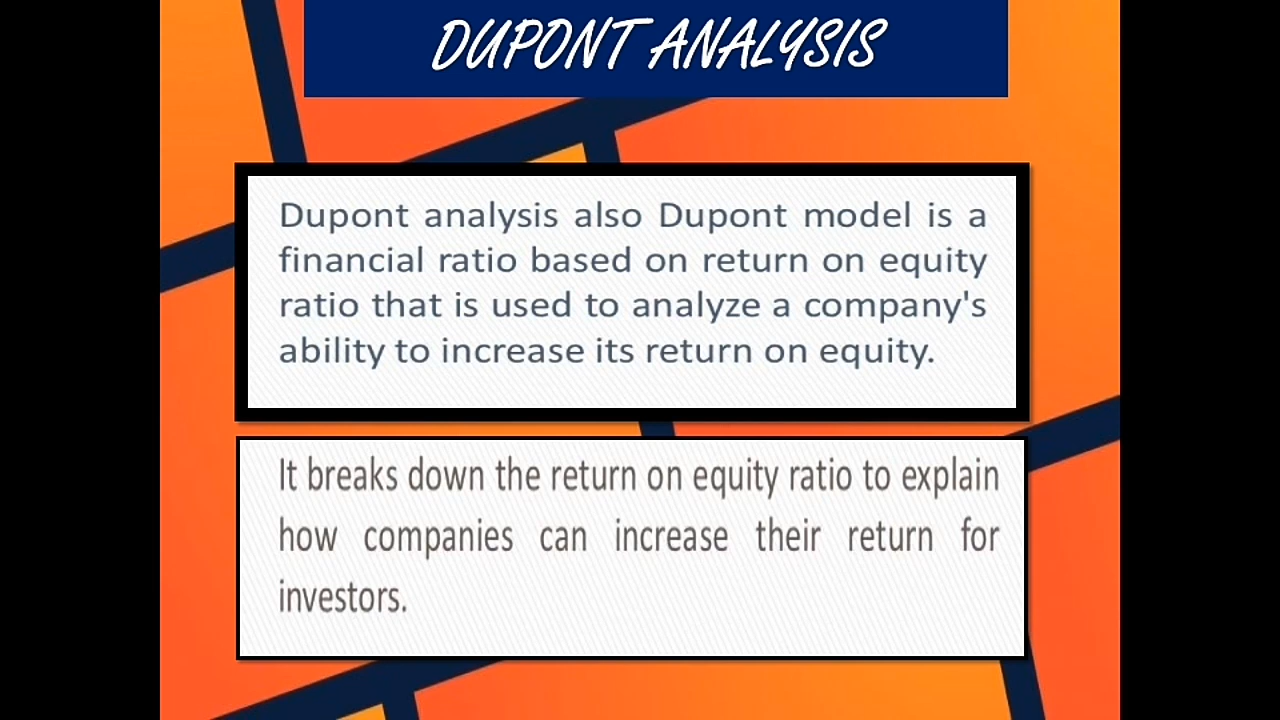 DUPONT ANALYSIS
Dupont analysis also Dupont model is a
financial ratio based on return on equity
ratio that is used to analyze a company's
ability to increase its return on equity.
It breaks down the return on equity ratio to explain
how companies can increase their return for
investors.